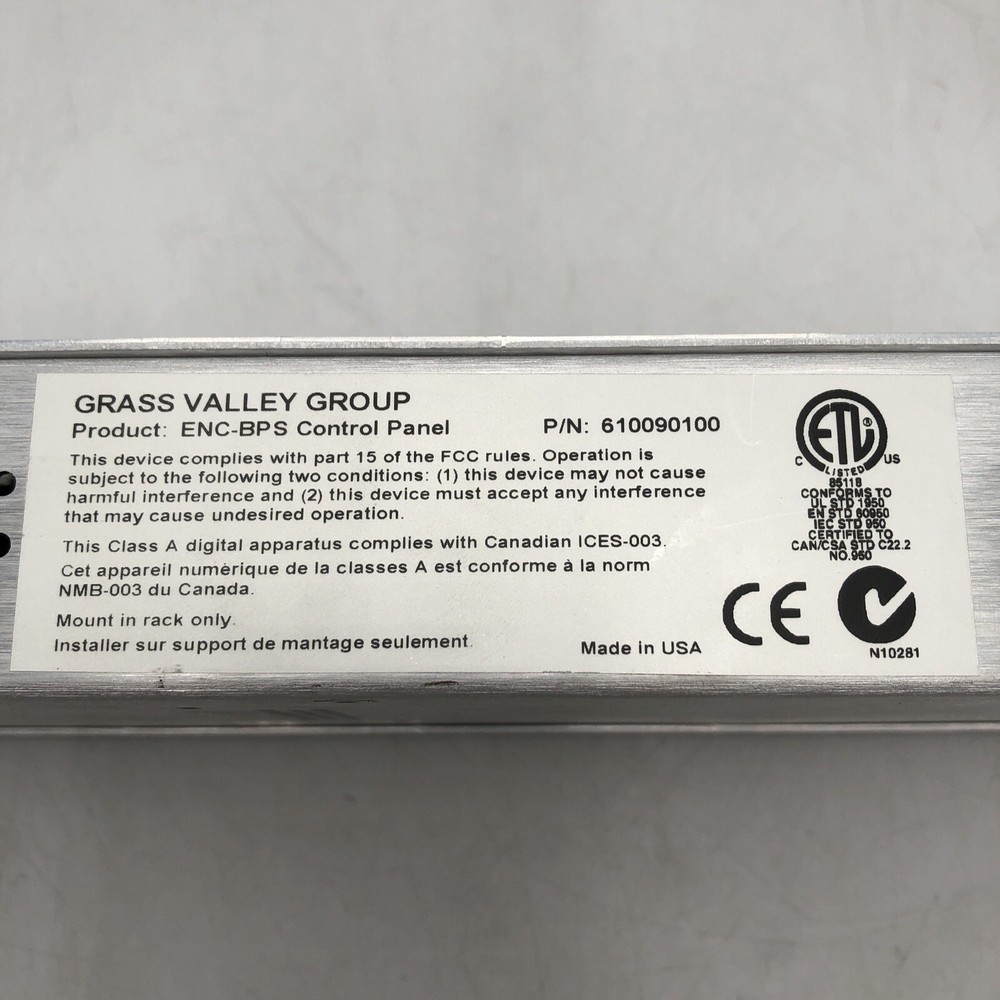 GRASS VALLEY GROUP
Product: ENC-BPS Control Panel P/N: 610090100
This device complies with part 15 of the FCC rules. Operation is
subject to the following two conditions: (1) this device may not cause
harmful interference and (2) this device must accept any interference
that may cause undesired operation.
This Class A digital apparatus complies with Canadian ICES-003.
Cet appareil numérique de la classes A est conforme à la norm
NMB-003 du Canada.
Mount in rack only.
Installer sur support de mantage seulement.
Made in USA
ETL ®
C US
LISTED
85118
CONFORMS TO
UL STD 1950
EN STD 60950
IEC STD 950
CERTIFIED TO
CAN/CSA STD C22.2
NO.950
CE
N10281